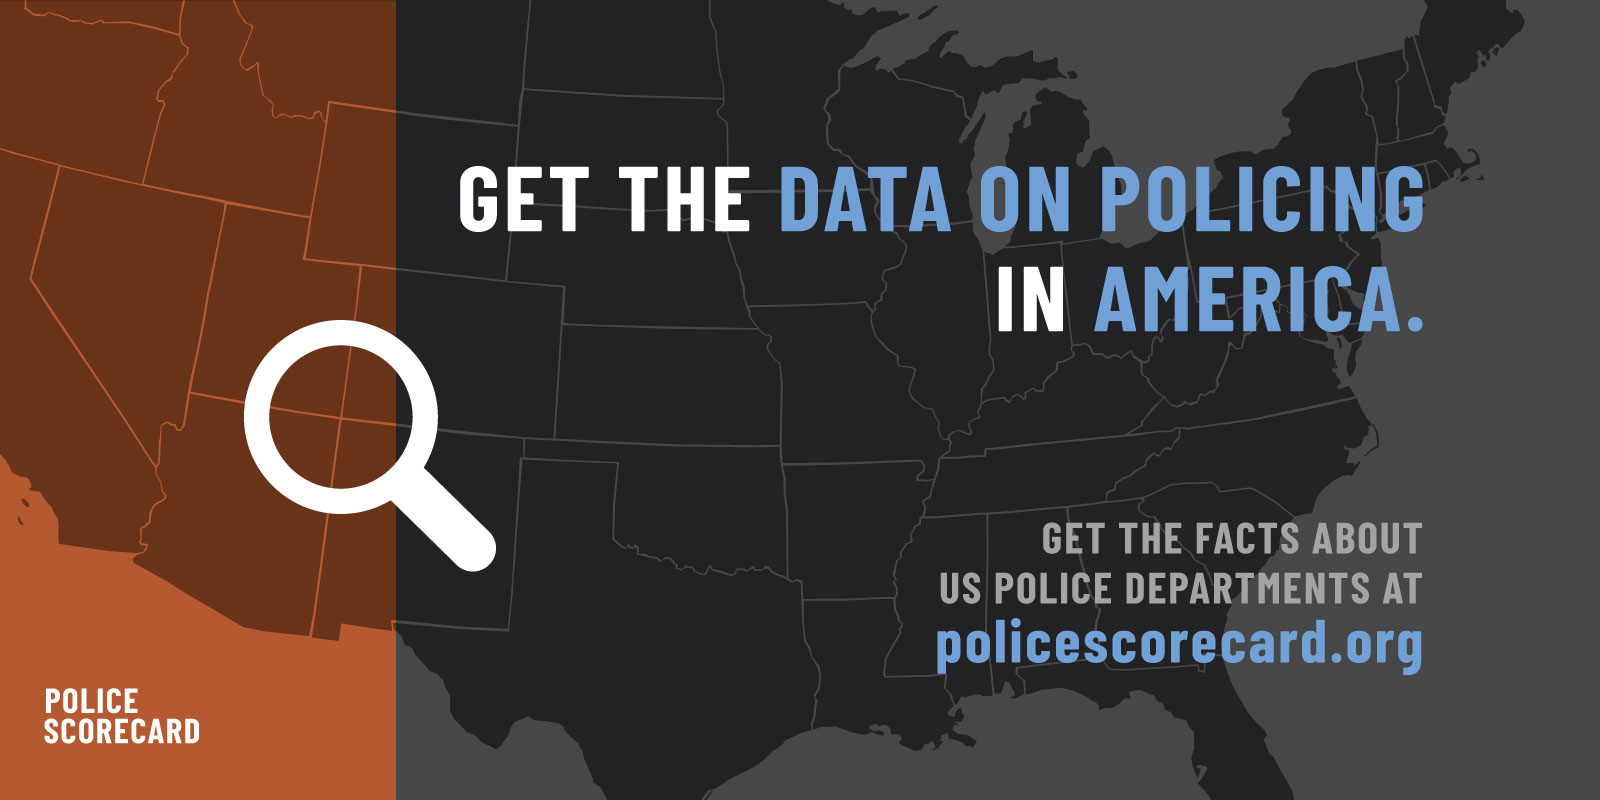 GET THE DATA ON POLICING
IN AMERICA.
GET THE FACTS ABOUT
US POLICE DEPARTMENTS AT
policescorecard.org
POLICE
SCORECARD